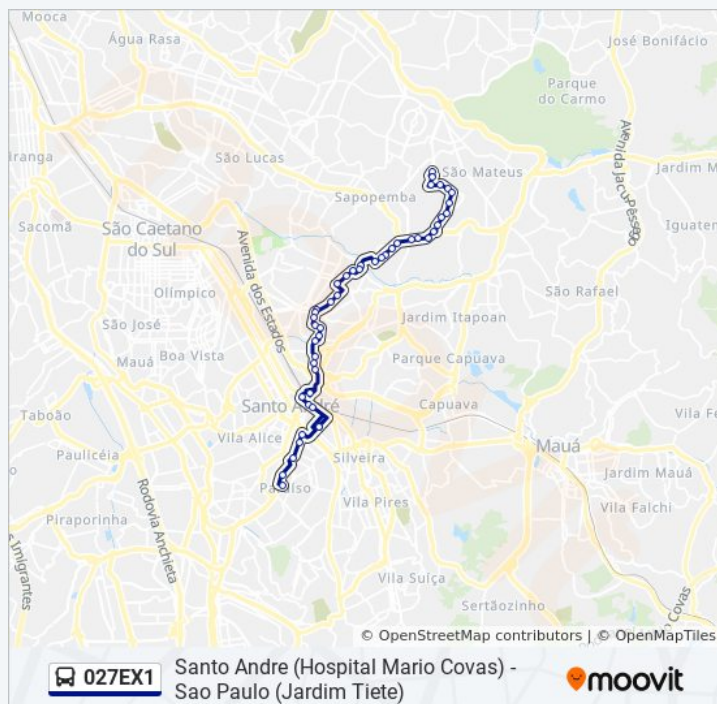 Mooca
Água Rasa
José Bonifácio
Parque
do Carmo
iranga
São Lucas
São Mateus
Jardim M
Sapopemba
Avenida Jacu-Pêssego
Sacomã
São Caetano
do Sul
Iguatem
Avenida dos Estados
Olímpico
São Rafael
São José
Jardim Itapoan
Mauá
Boa Vista
Parque Capuava
Taboão
Santo André
Capuava
Vila Fe
Vila Alice
Mauá
Paulicéia
Silveira
Jardim Mauá
Paraíso
Vila Pires
Vila Falchi
Piraporinha
Rodovia Anchieta
Imigrantes
Vila Suíça
Sertãozinho
Covas
© OpenStreetMap contributors | © OpenMapTiles
027EX1
Santo Andre (Hospital Mario Covas) -
Sao Paulo (Jardim Tiete)
moovit